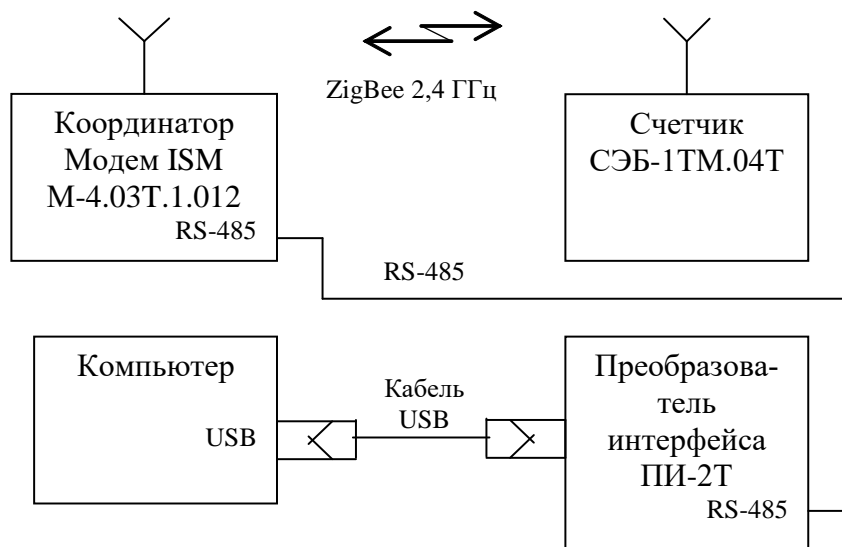 ZigBee 2,4 ГГц
Координатор
Модем ISM
М-4.03Т.1.012
RS-485
Счетчик
СЭБ-1ТМ.04Т
RS-485
Компьютер
USB
Кабель
USB
Преобразова-
тель
интерфейса
ПИ-2Т
RS-485